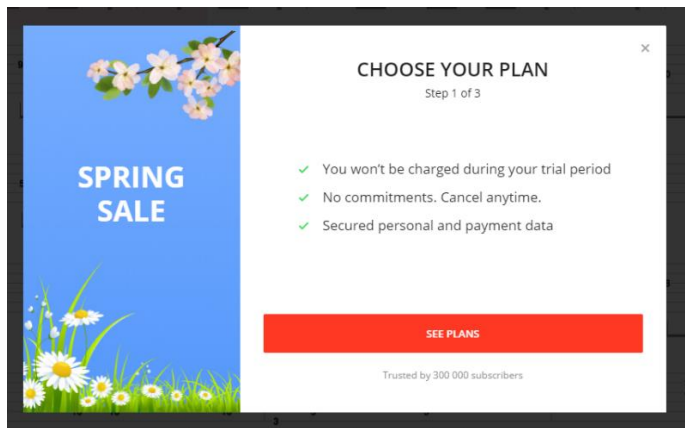 SPRING
SALE
×
CHOOSE YOUR PLAN
Step 1 of 3
You won't be charged during your trial period
No commitments. Cancel anytime.
Secured personal and payment data
SEE PLANS
Trusted by 300 000 subscribers
3